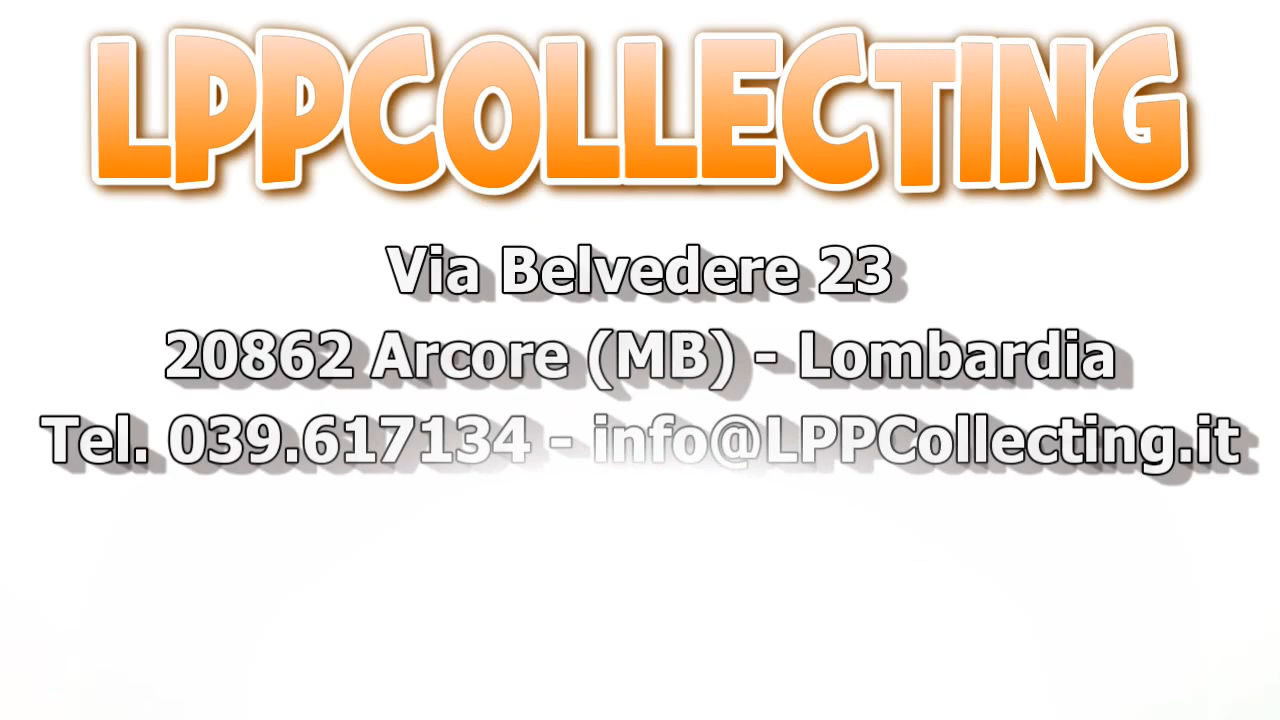 LPPCOLLECTING
Via Belvedere 23
20862 Arcore (MB) - Lombardia
Tel. 039.617134 - info@LPPCollecting.it